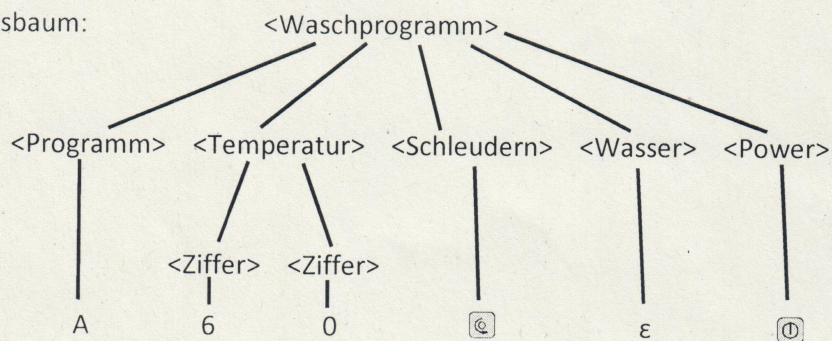 sbaum:
<Waschprogramm>
<Programm> <Temperatur> <Schleudern> <Wasser> <Power>
<Ziffer> <Ziffer>
A 6 0 ε